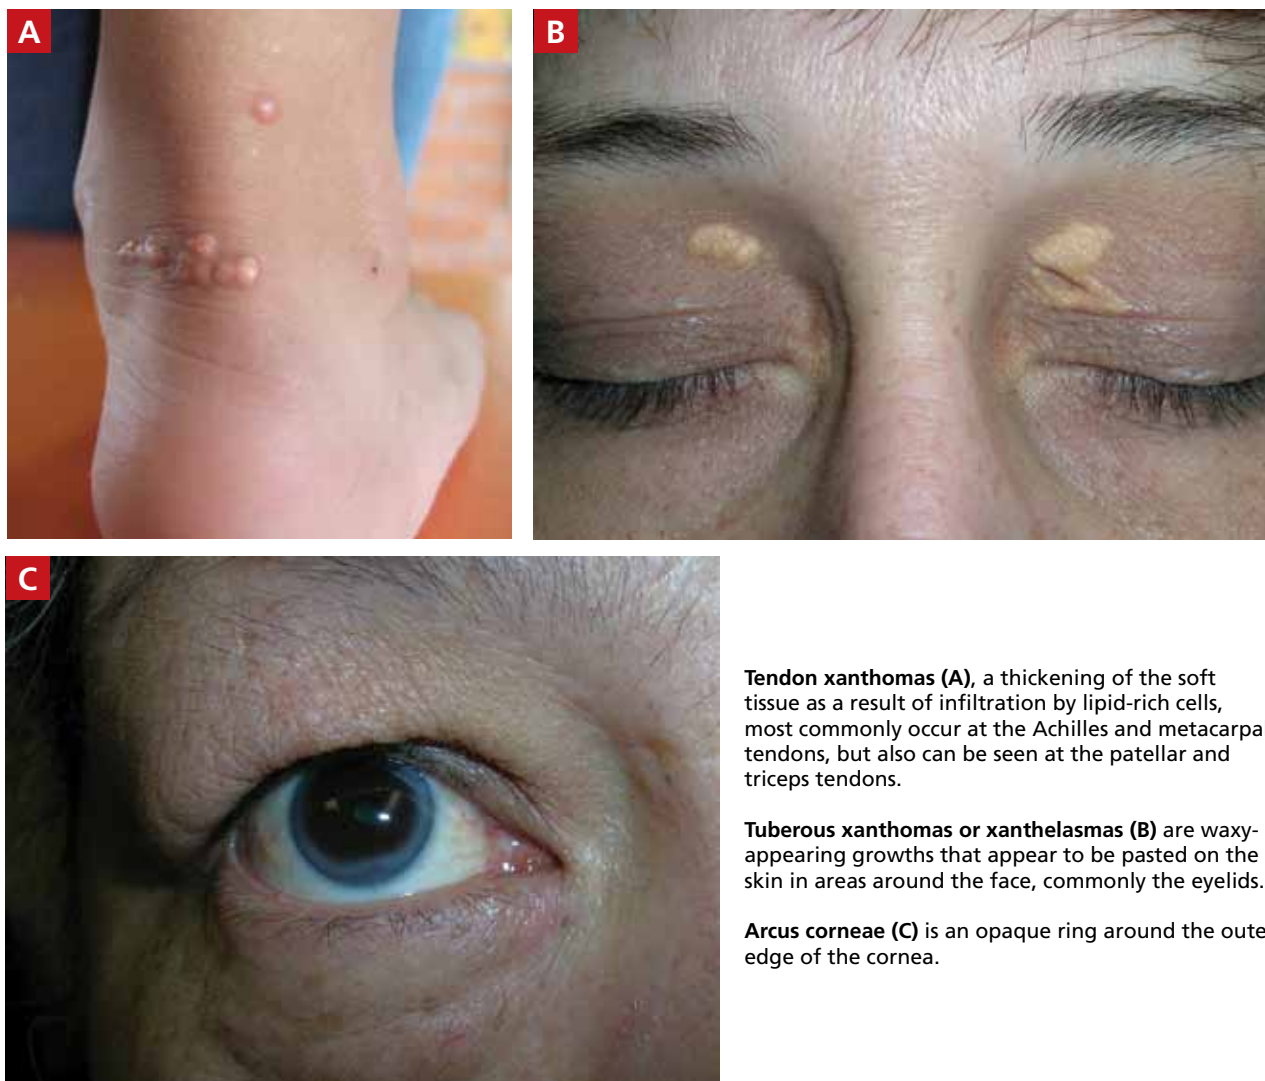 A
B
C
Tendon xanthomas (A), a thickening of the soft
tissue as a result of infiltration by lipid-rich cells,
most commonly occur at the Achilles and metacarpa
tendons, but also can be seen at the patellar and
triceps tendons.
Tuberous xanthomas or xanthelasmas (B) are waxy-
appearing growths that appear to be pasted on the
skin in areas around the face, commonly the eyelids.
Arcus corneae (C) is an opaque ring around the oute
edge of the cornea.